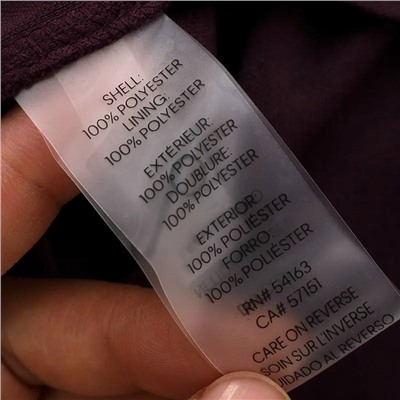 SHELL:
100% POLYESTER
LINING:
100% POLYESTER
EXTÉRIEUR:
100% POLYESTER
DOUBLURE:
100% POLYESTER
EXTERIOR:
100% POLIÉSTER
FORRO:
100% POLIÉSTER
RN# 54163
CA# 57151
CARE ON REVERSE
SOIN SUR L'INVERSE
CUIDADO AL REVERSO